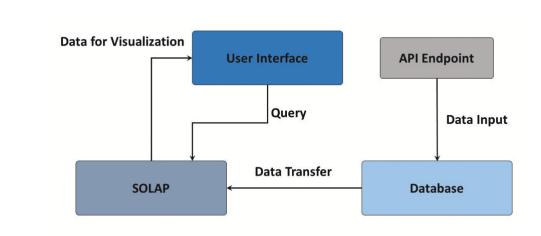 Data for Visualization
User Interface
API Endpoint
Query
Data Input
Data Transfer
SOLAP
Database